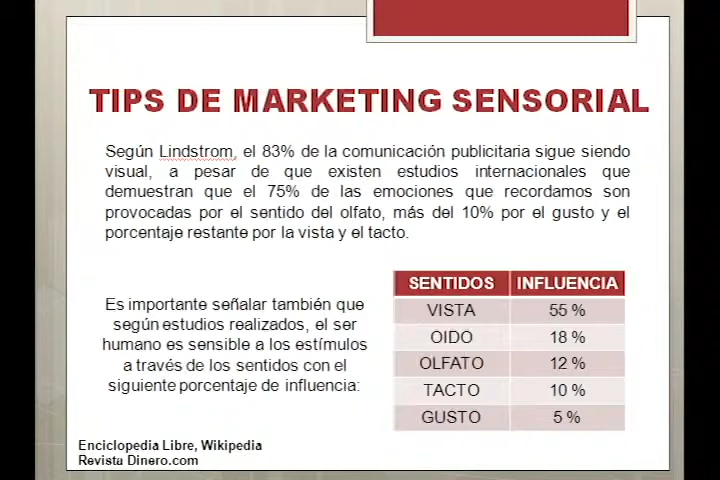 TIPS DE MARKETING SENSORIAL
Según Lindstrom, el 83% de la comunicación publicitaria sigue siendo
visual, a pesar de que existen estudios internacionales que
demuestran que el 75% de las emociones que recordamos son
provocadas por el sentido del olfato, más del 10% por el gusto y el
porcentaje restante por la vista y el tacto.
Es importante señalar también que
según estudios realizados, el ser
humano es sensible a los estímulos
a través de los sentidos con el
siguiente porcentaje de influencia:
SENTIDOS INFLUENCIA
VISTA 55 %
OIDO 18 %
OLFATO 12 %
TACTO 10 %
GUSTO 5 %
Enciclopedia Libre, Wikipedia
Revista Dinero.com